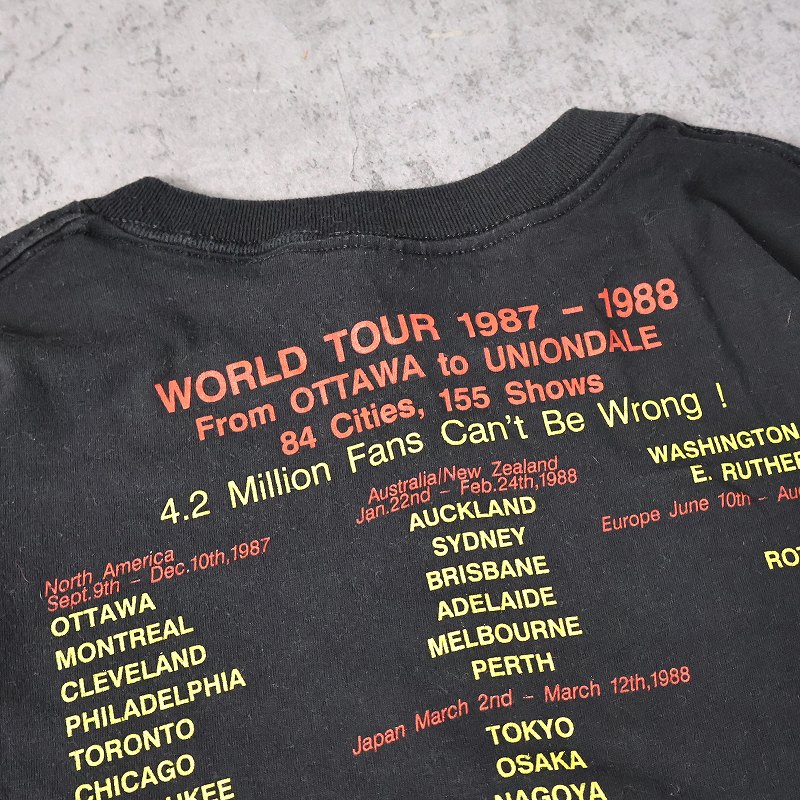 WORLD TOUR 1987 – 1988
From OTTAWA to UNIONDALE
84 Cities, 155 Shows
4.2 Million Fans Can't Be Wrong !
North America
Sept.9th – Dec.10th,1987
OTTAWA
MONTREAL
CLEVELAND
PHILADELPHIA
TORONTO
CHICAGO
Australia/New Zealand
Jan.22nd – Feb.24th,1988
AUCKLAND
SYDNEY
BRISBANE
ADELAIDE
MELBOURNE
PERTH
Japan March 2nd – March 12th,1988
TOKYO
OSAKA
NAGOYA
WASHINGTON
E.
Europe June 10th –